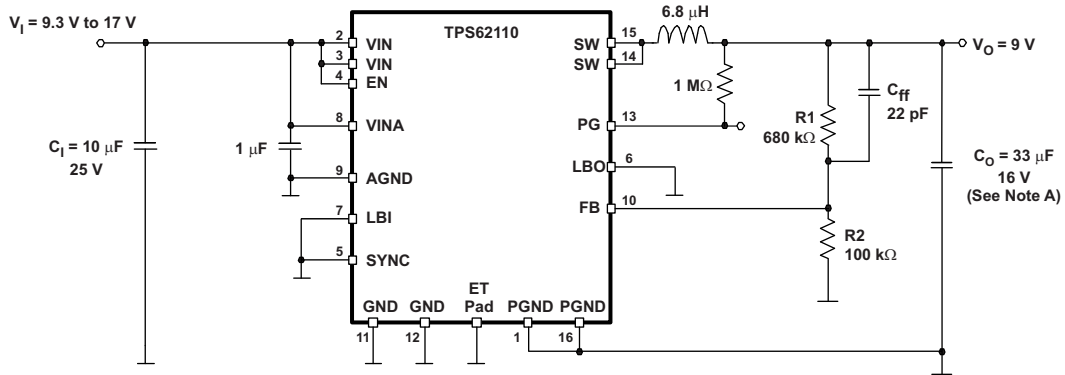 V_I = 9.3 V to 17 V
TPS62110
6.8 μH
2 VIN
3 VIN
4 EN
8 VINA
9 AGND
7 LBI
5 SYNC
C_I = 10 μF
25 V
1 μF
SW 15
SW 14
PG 13
LBO 6
FB 10
1 MΩ
R1
680 kΩ
C_ff
22 pF
V_O = 9 V
C_O = 33 μF
16 V
(See Note A)
R2
100 kΩ
GND
GND
ET
Pad
PGND
PGND
11
12
1
16